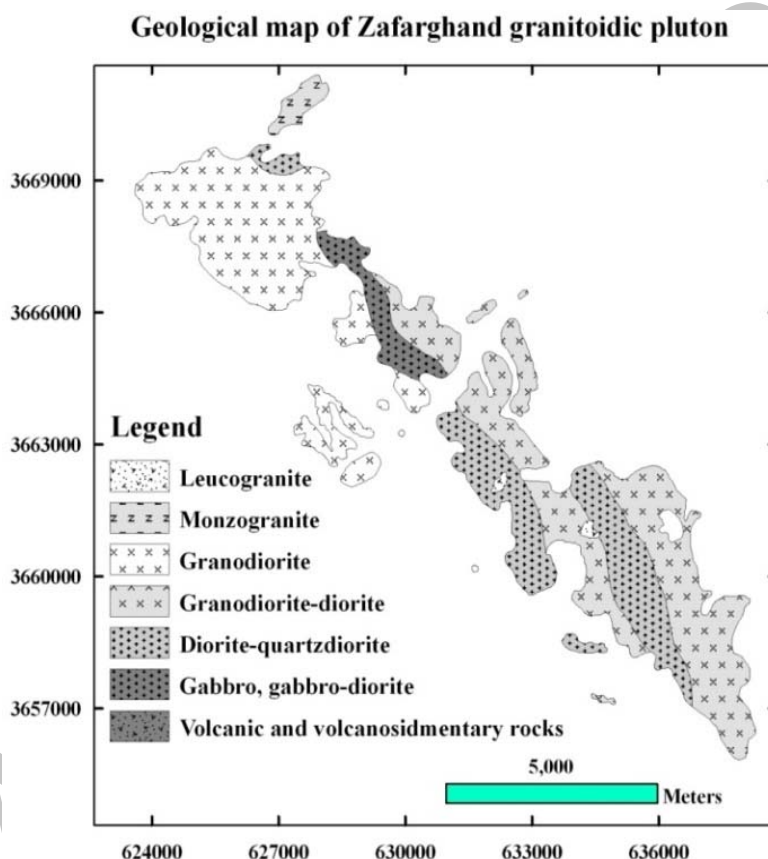 Geological map of Zafarghand granitoidic pluton
3669000
3666000
3663000
3660000
3657000
Legend
Leucogranite
Monzogranite
Granodiorite
Granodiorite-diorite
Diorite-quartzdiorite
Gabbro, gabbro-diorite
Volcanic and volcanosidmentary rocks
5,000
Meters
624000 627000 630000 633000 636000